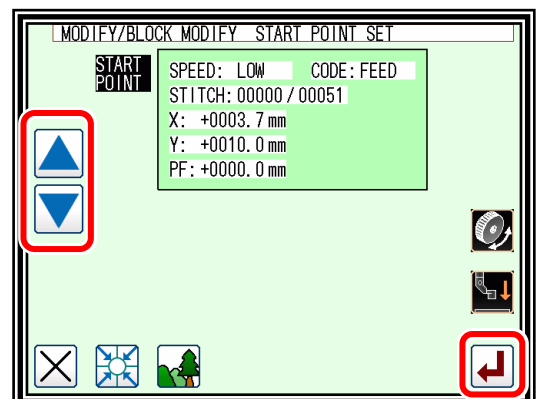 MODIFY/BLOCK MODIFY START POINT SET
START
POINT
SPEED: LOW CODE: FEED
STITCH: 00000 / 00051
X: +0003.7 mm
Y: +0010.0 mm
PF: +0000.0 mm